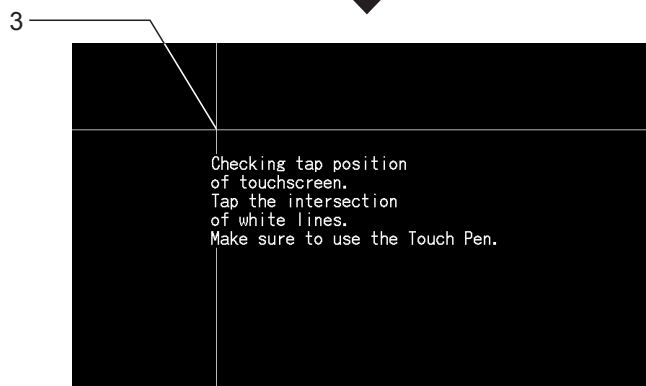 3
Checking tap position
of touchscreen.
Tap the intersection
of white lines.
Make sure to use the Touch Pen.